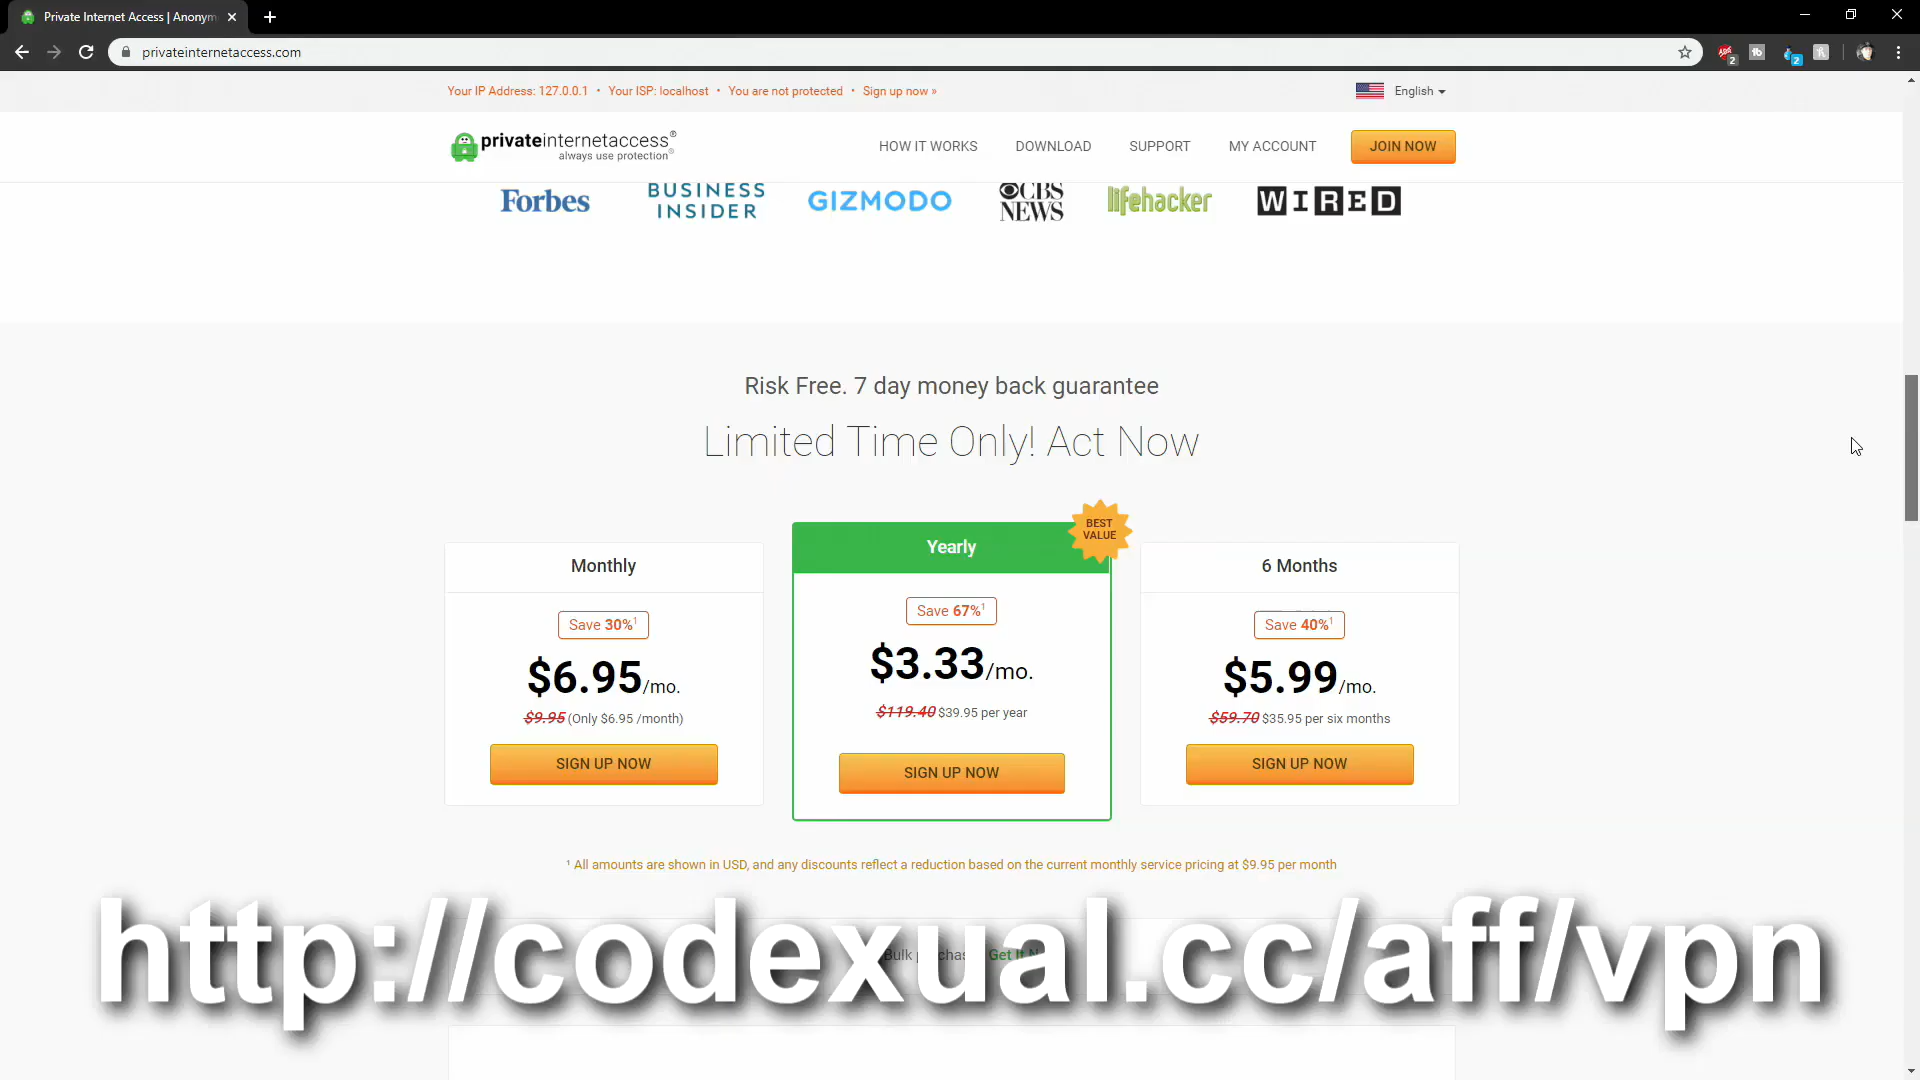 Private Internet Access | Anonym
privateinternetaccess.com
Your IP Address: 127.0.0.1 • Your ISP: localhost • You are not protected • Sign up now »
English
privateinternetaccess®
always use protection®
HOW IT WORKS
DOWNLOAD
SUPPORT
MY ACCOUNT
JOIN NOW
Forbes
BUSINESS
INSIDER
GIZMODO
CBS
NEWS
lifehacker
WIRED
Risk Free. 7 day money back guarantee
Limited Time Only! Act Now
Monthly
Save 30%¹
$6.95/mo.
$9.95 (Only $6.95 /month)
SIGN UP NOW
BEST
VALUE
Yearly
Save 67%¹
$3.33/mo.
$119.40 $39.95 per year
SIGN UP NOW
6 Months
Save 40%¹
$5.99/mo.
$59.70 $35.95 per six months
SIGN UP NOW
¹ All amounts are shown in USD, and any discounts reflect a reduction based on the current monthly service pricing at $9.95 per month
Bulk Get It
http://codexual.cc/aff/vpn